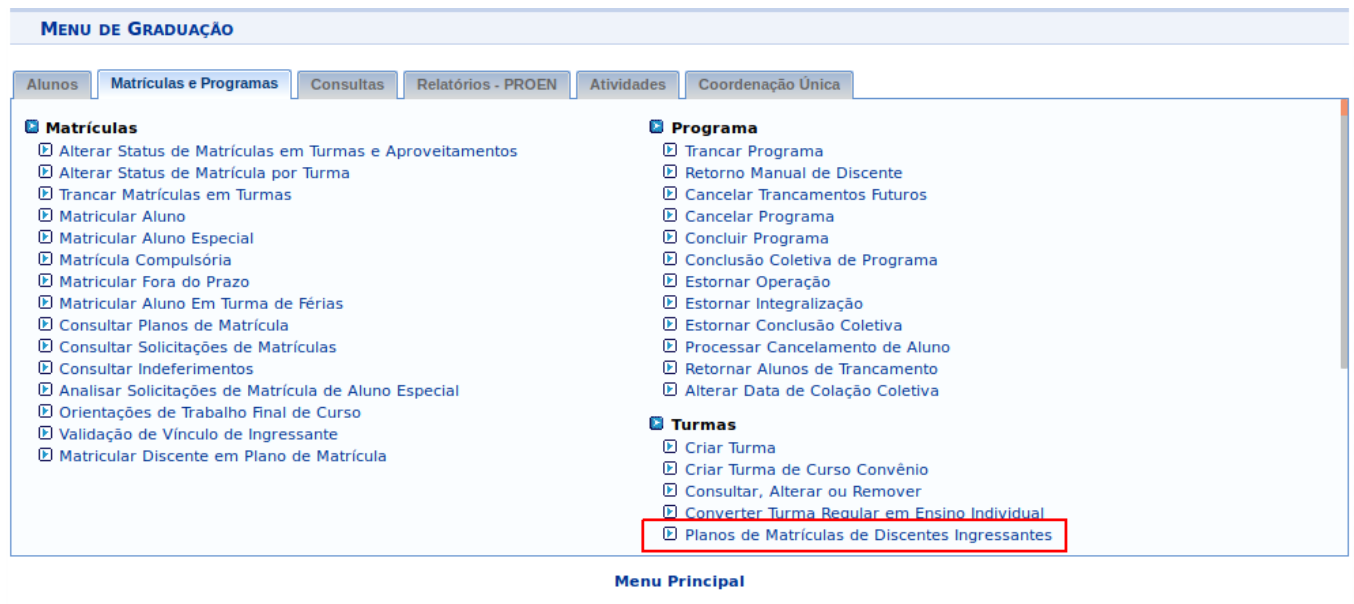 MENU DE GRADUAÇÃO
Alunos
Matrículas e Programas
Consultas
Relatórios - PROEN
Atividades
Coordenação Única
Matrículas
Alterar Status de Matrículas em Turmas e Aproveitamentos
Alterar Status de Matrícula por Turma
Trancar Matrículas em Turmas
Matricular Aluno
Matricular Aluno Especial
Matrícula Compulsória
Matricular Fora do Prazo
Matricular Aluno Em Turma de Férias
Consultar Planos de Matrícula
Consultar Solicitações de Matrículas
Consultar Indeferimentos
Analisar Solicitações de Matrícula de Aluno Especial
Orientações de Trabalho Final de Curso
Validação de Vínculo de Ingressante
Matricular Discente em Plano de Matrícula
Programa
Trancar Programa
Retorno Manual de Discente
Cancelar Trancamentos Futuros
Cancelar Programa
Concluir Programa
Conclusão Coletiva de Programa
Estornar Operação
Estornar Integralização
Estornar Conclusão Coletiva
Processar Cancelamento de Aluno
Retornar Alunos de Trancamento
Alterar Data de Colação Coletiva
Turmas
Criar Turma
Criar Turma de Curso Convênio
Consultar, Alterar ou Remover
Converter Turma Regular em Ensino Individual
Planos de Matrículas de Discentes Ingressantes
Menu Principal